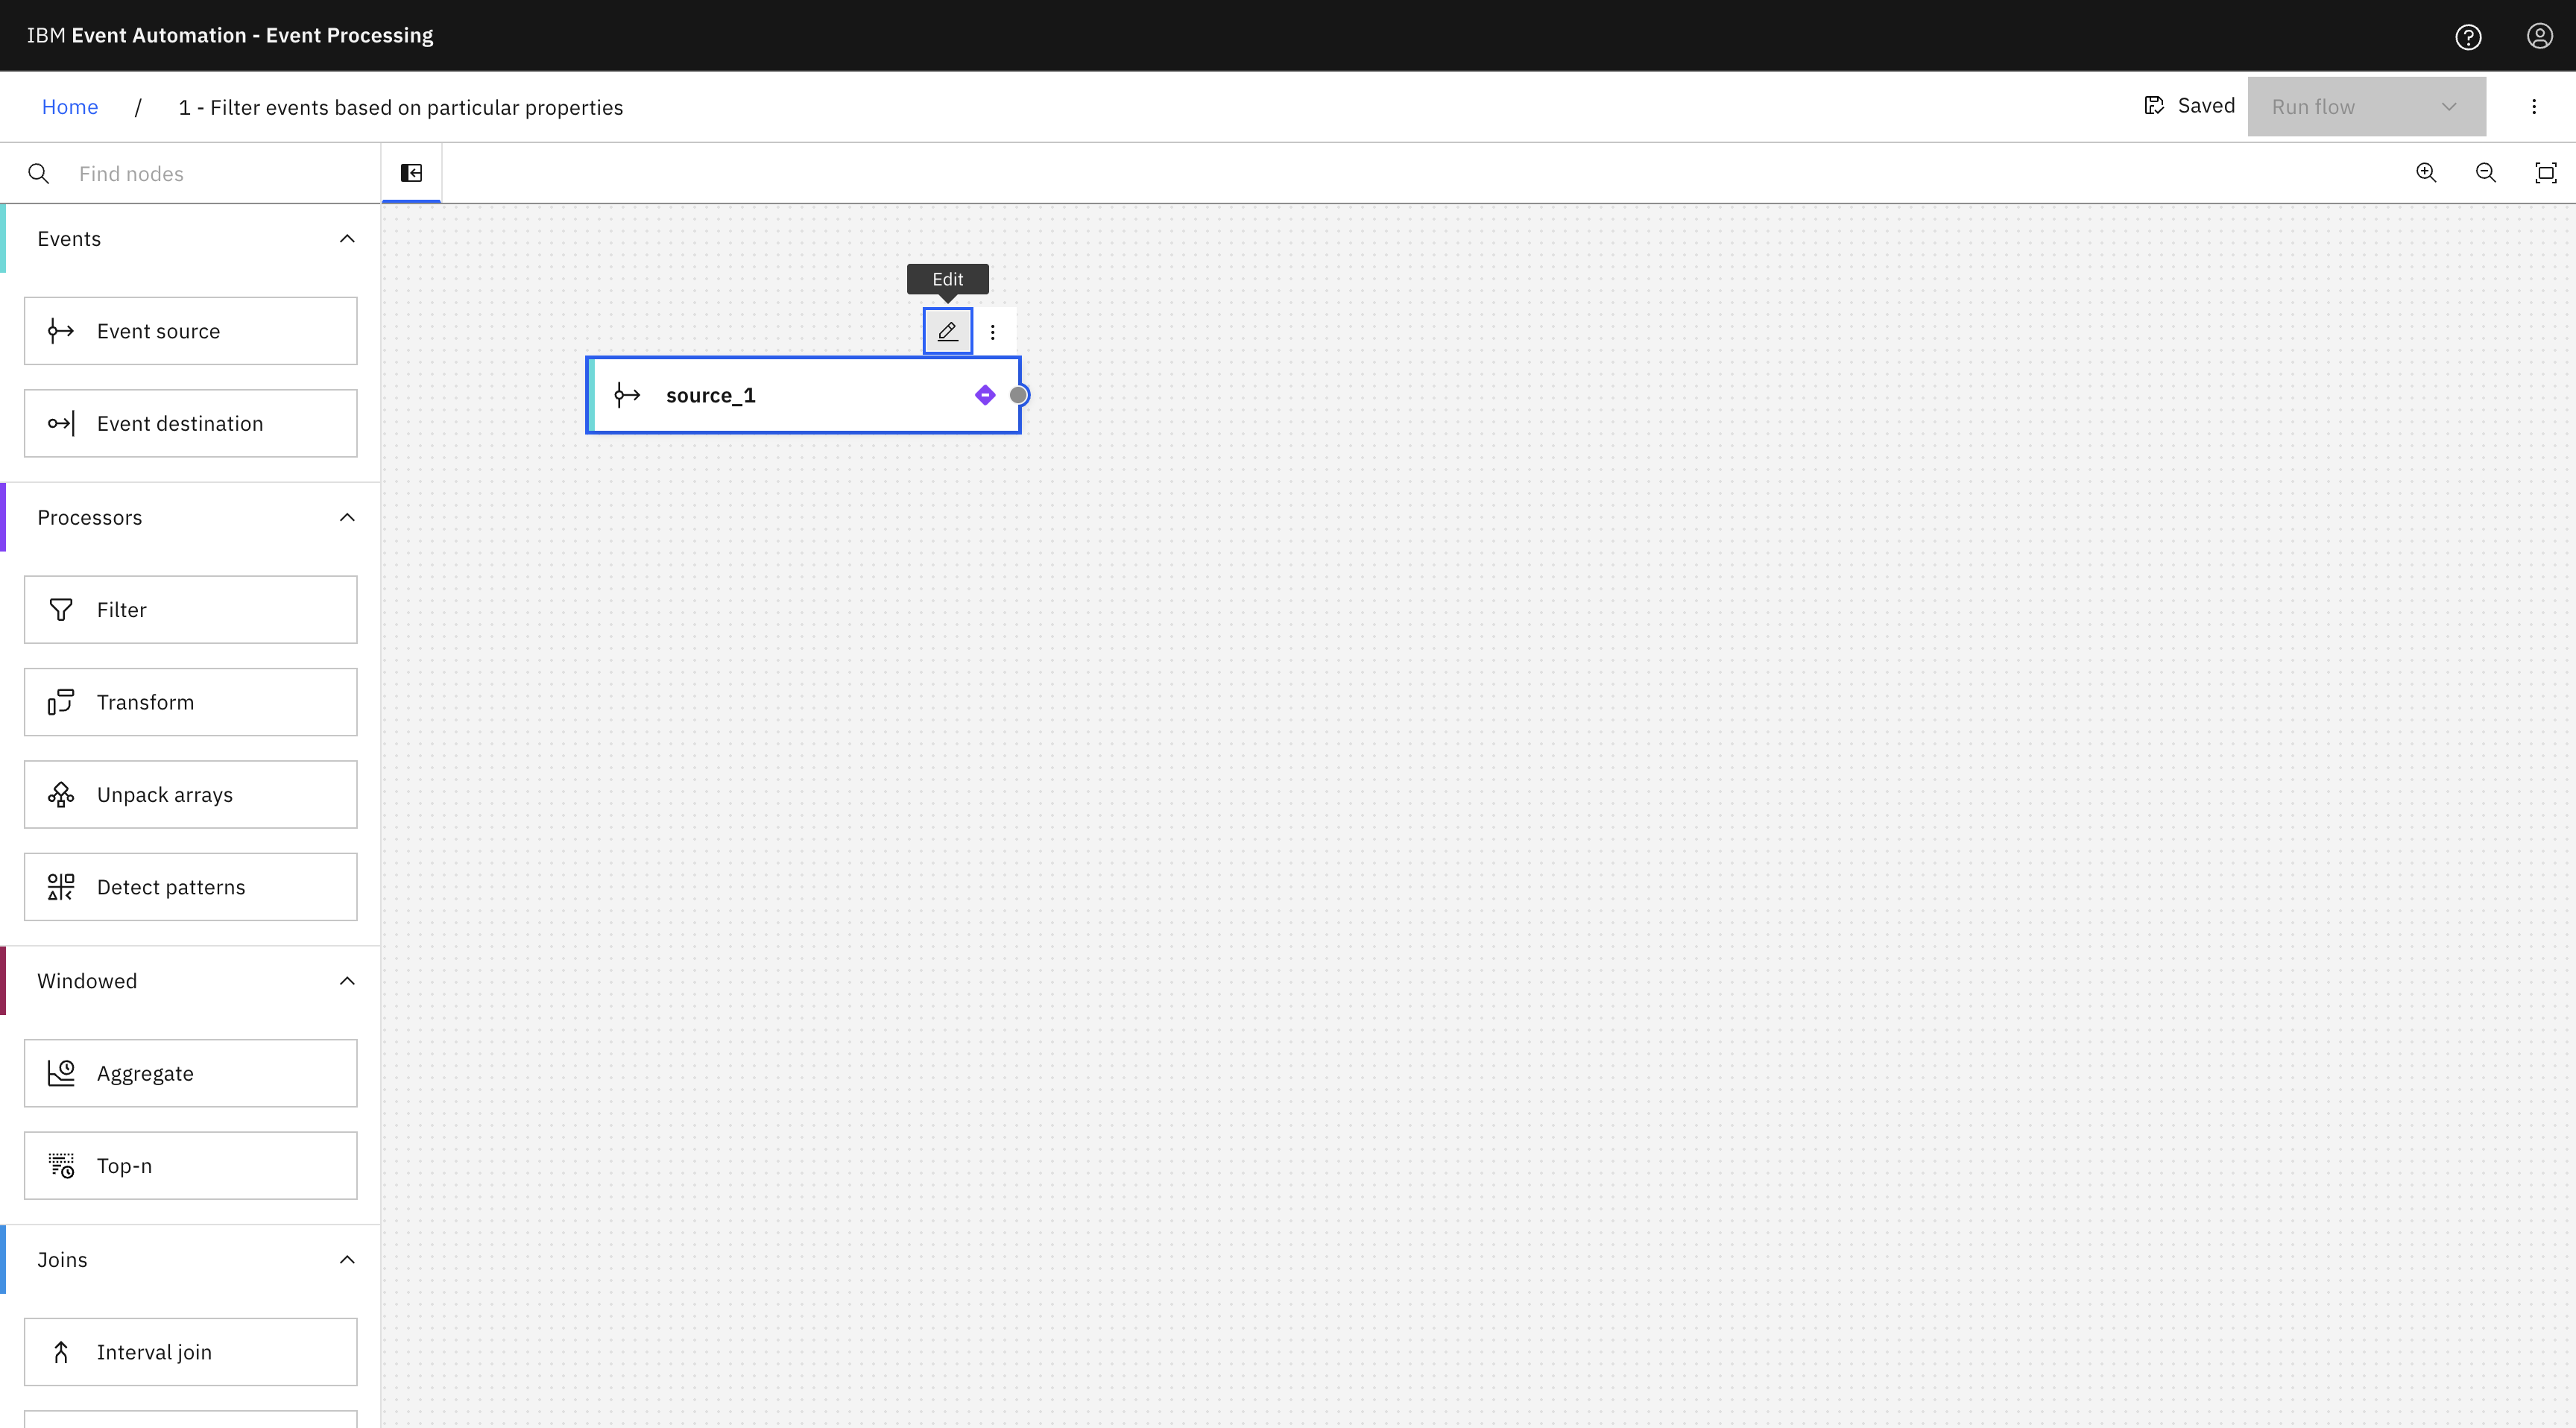 IBM Event Automation - Event Processing
Home / 1 - Filter events based on particular properties
Saved
Run flow
Find nodes
Events
Event source
Event destination
Processors
Filter
Transform
Unpack arrays
Detect patterns
Windowed
Aggregate
Top-n
Joins
Interval join
Edit
source_1